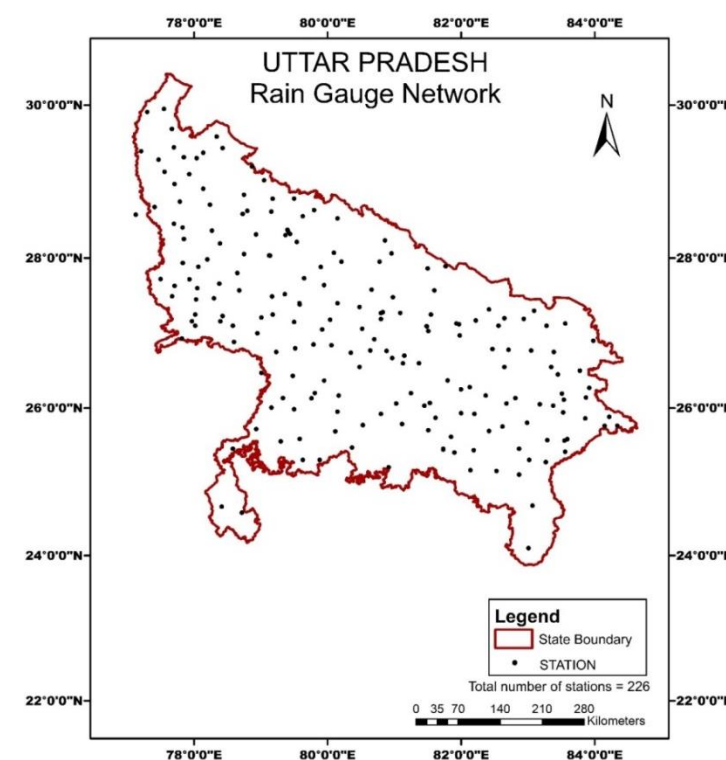 78°0'0"E 80°0'0"E 82°0'0"E 84°0'0"E
UTTAR PRADESH
Rain Gauge Network
N
30°0'0"N 30°0'0"N
28°0'0"N 28°0'0"N
26°0'0"N 26°0'0"N
24°0'0"N 24°0'0"N
Legend
State Boundary
STATION
Total number of stations = 226
22°0'0"N 22°0'0"N
0 35 70 140 210 280
Kilometers
78°0'0"E 80°0'0"E 82°0'0"E 84°0'0"E